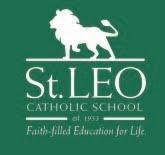 St. LEO
CATHOLIC SCHOOL
est. 1953
Faith-filled Education for Life.